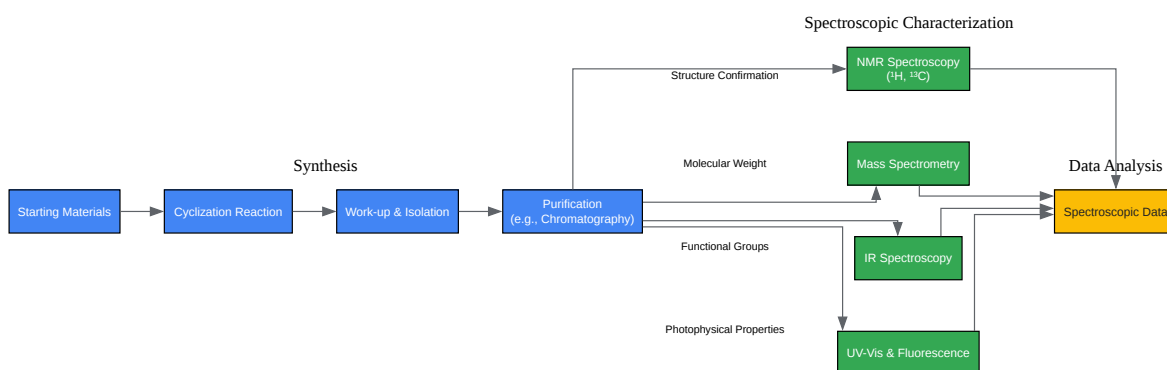 Spectroscopic Characterization
NMR Spectroscopy
(¹H, ¹³C)
Structure Confirmation
Synthesis
Molecular Weight
Mass Spectrometry
Data Analysis
Starting Materials
Cyclization Reaction
Work-up & Isolation
Purification
(e.g., Chromatography)
Spectroscopic Data
Functional Groups
IR Spectroscopy
Photophysical Properties
UV-Vis & Fluorescence